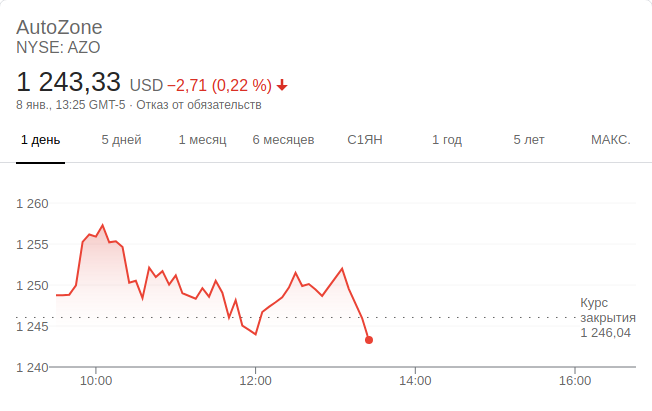 AutoZone
NYSE: AZO
1 243,33 USD −2,71 (0,22 %)
8 янв., 13:25 GMT-5 · Отказ от обязательств
1 день 5 дней 1 месяц 6 месяцев С1ЯН 1 год 5 лет МАКС.
1 260
1 255
1 250
1 245
1 240
Курс
закрытия
1 246,04
10:00 12:00 14:00 16:00